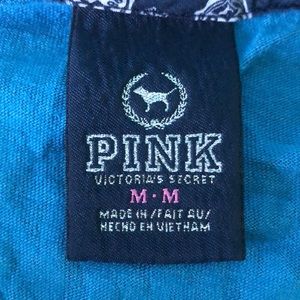 PINK
VICTORIA'S SECRET
M • M
MADE IN/FAIT AU/
HECHO EN VIETNAM